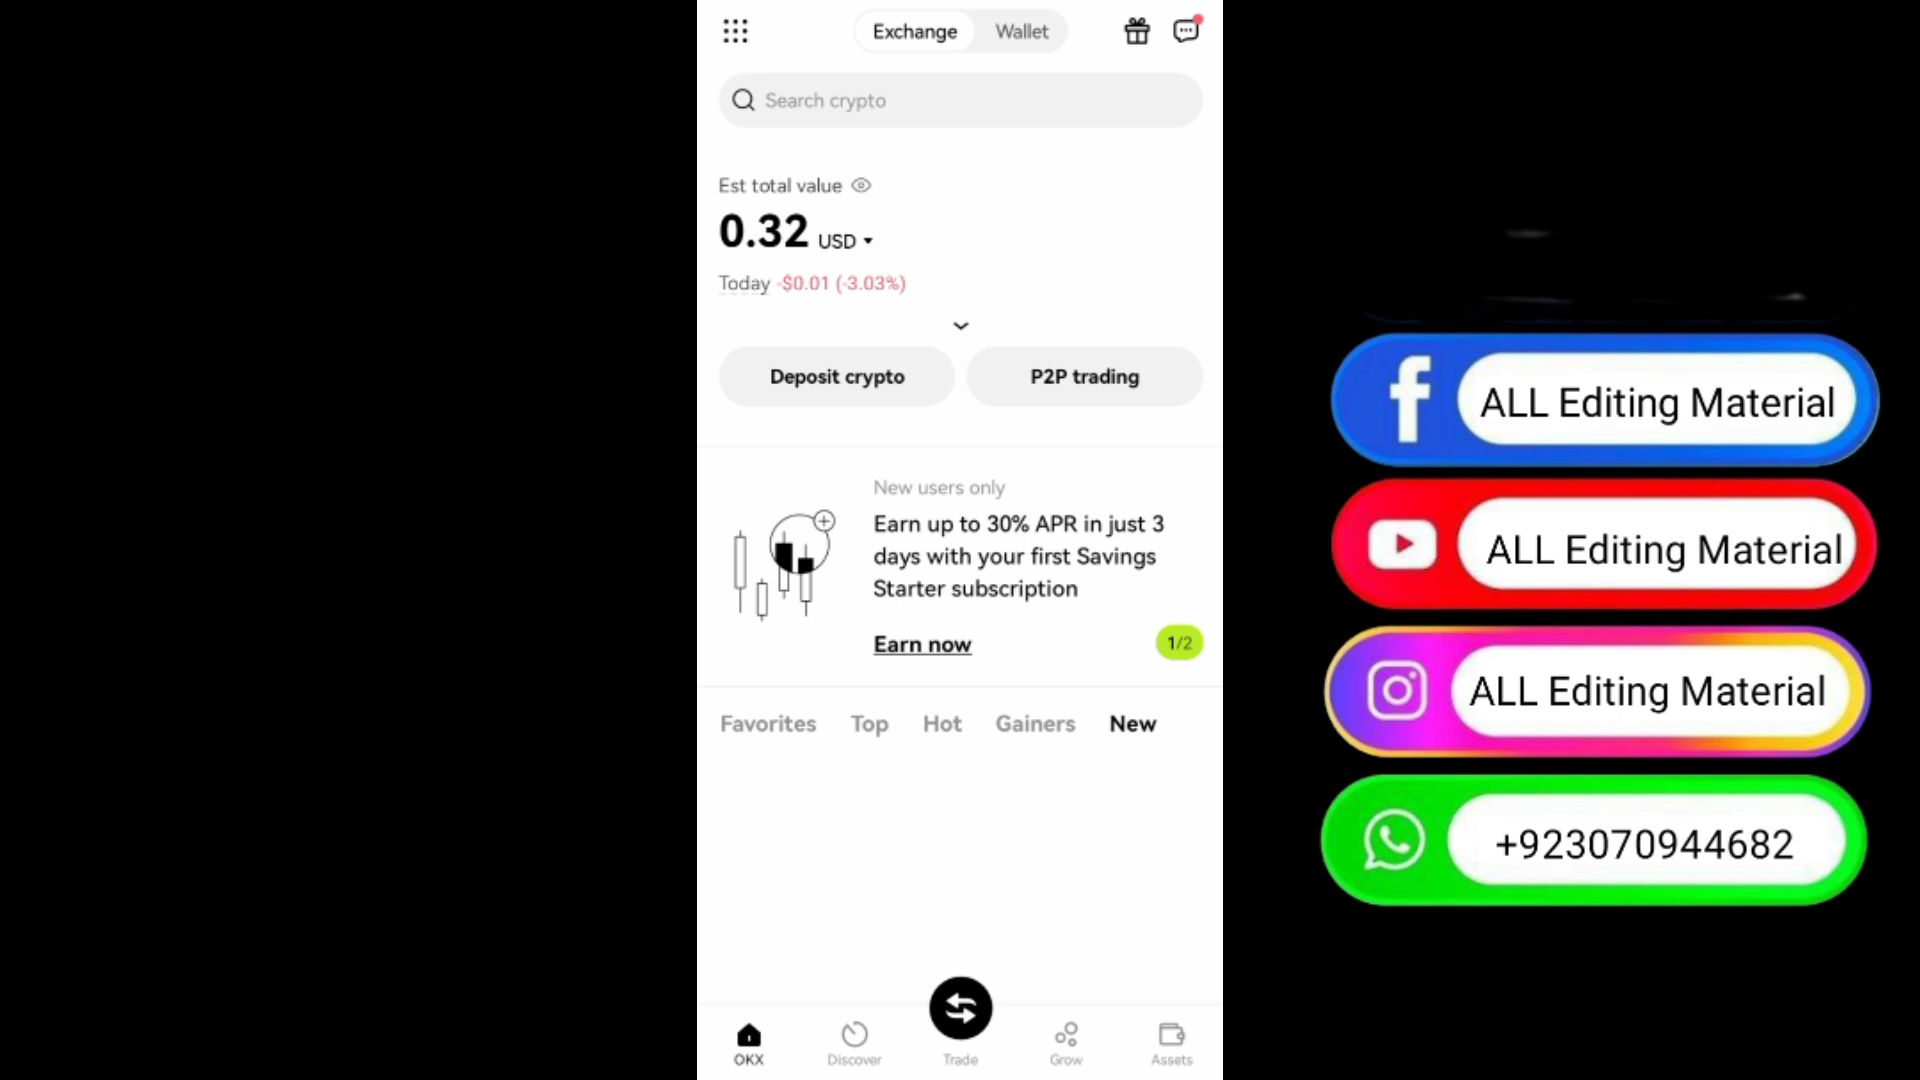 Exchange Wallet
Search crypto
Est total value
0.32 USD
Today -$0.01 (-3.03%)
Deposit crypto P2P trading
New users only
Earn up to 30% APR in just 3
days with your first Savings
Starter subscription
Earn now 1/2
Favorites Top Hot Gainers New
OKX Discover Trade Grow Assets
ALL Editing Material
ALL Editing Material
ALL Editing Material
+923070944682